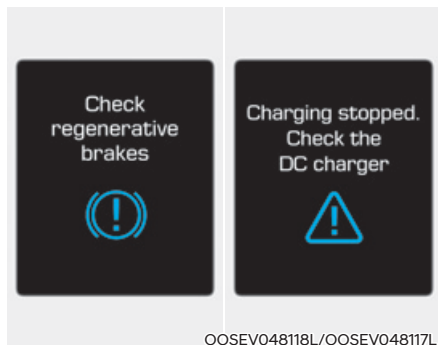 Check
regenerative
brakes
Charging stopped.
Check the
DC charger
OOSEV048118L/OOSEV048117L